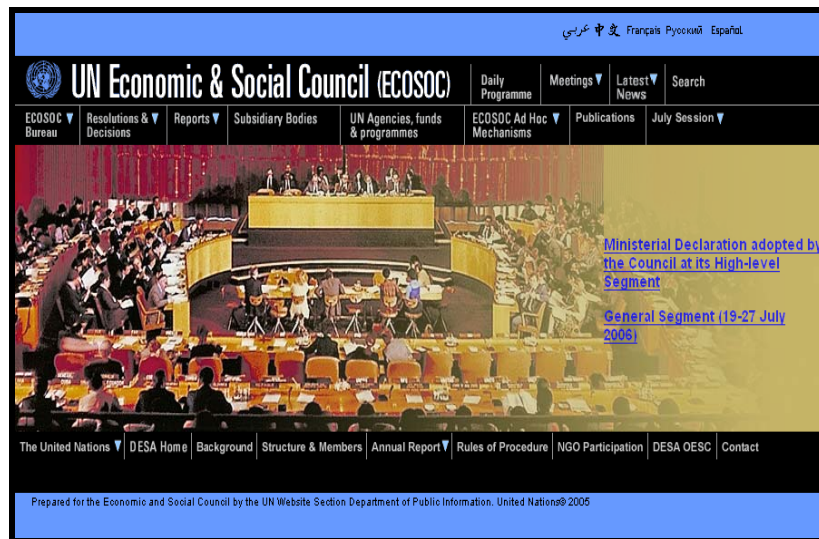 عربي 中文 Français Русский Español
UN Economic & Social Council (ECOSOC)
Daily Programme
Meetings
Latest News
Search
ECOSOC Bureau
Resolutions & Decisions
Reports
Subsidiary Bodies
UN Agencies, funds & programmes
ECOSOC Ad Hoc Mechanisms
Publications
July Session
Ministerial Declaration adopted by
the Council at its High-level
Segment
General Segment (19-27 July
2006)
The United Nations DESA Home Background Structure & Members Annual Report Rules of Procedure NGO Participation DESA OESC Contact
Prepared for the Economic and Social Council by the UN Website Section Department of Public Information. United Nations© 2005